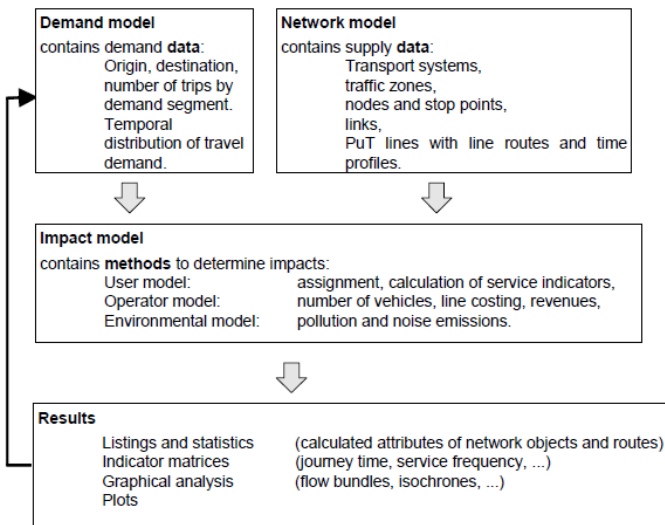 Demand model
contains demand data:
Origin, destination,
number of trips by
demand segment.
Temporal
distribution of travel
demand.
Network model
contains supply data:
Transport systems,
traffic zones,
nodes and stop points,
links,
PuT lines with line routes and time
profiles.
Impact model
contains methods to determine impacts:
User model: assignment, calculation of service indicators,
Operator model: number of vehicles, line costing, revenues,
Environmental model: pollution and noise emissions.
Results
Listings and statistics (calculated attributes of network objects and routes)
Indicator matrices (journey time, service frequency, ...)
Graphical analysis (flow bundles, isochrones, ...)
Plots